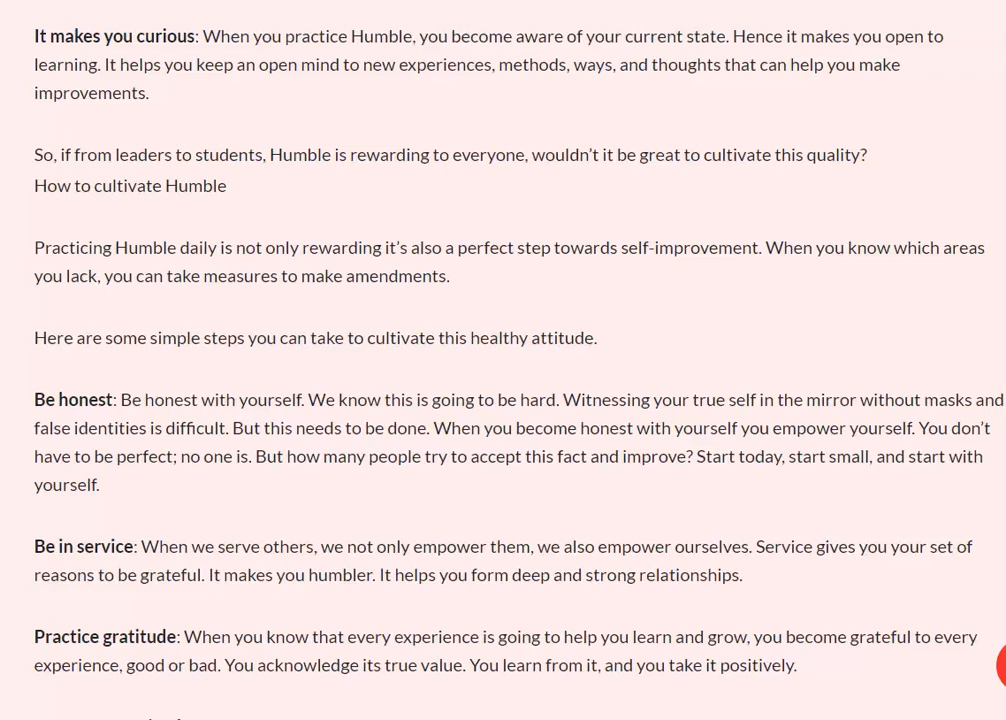 It makes you curious: When you practice Humble, you become aware of your current state. Hence it makes you open to
learning. It helps you keep an open mind to new experiences, methods, ways, and thoughts that can help you make
improvements.
So, if from leaders to students, Humble is rewarding to everyone, wouldn’t it be great to cultivate this quality?
How to cultivate Humble
Practicing Humble daily is not only rewarding it’s also a perfect step towards self-improvement. When you know which areas
you lack, you can take measures to make amendments.
Here are some simple steps you can take to cultivate this healthy attitude.
Be honest: Be honest with yourself. We know this is going to be hard. Witnessing your true self in the mirror without masks and
false identities is difficult. But this needs to be done. When you become honest with yourself you empower yourself. You don’t
have to be perfect; no one is. But how many people try to accept this fact and improve? Start today, start small, and start with
yourself.
Be in service: When we serve others, we not only empower them, we also empower ourselves. Service gives you your set of
reasons to be grateful. It makes you humbler. It helps you form deep and strong relationships.
Practice gratitude: When you know that every experience is going to help you learn and grow, you become grateful to every
experience, good or bad. You acknowledge its true value. You learn from it, and you take it positively.